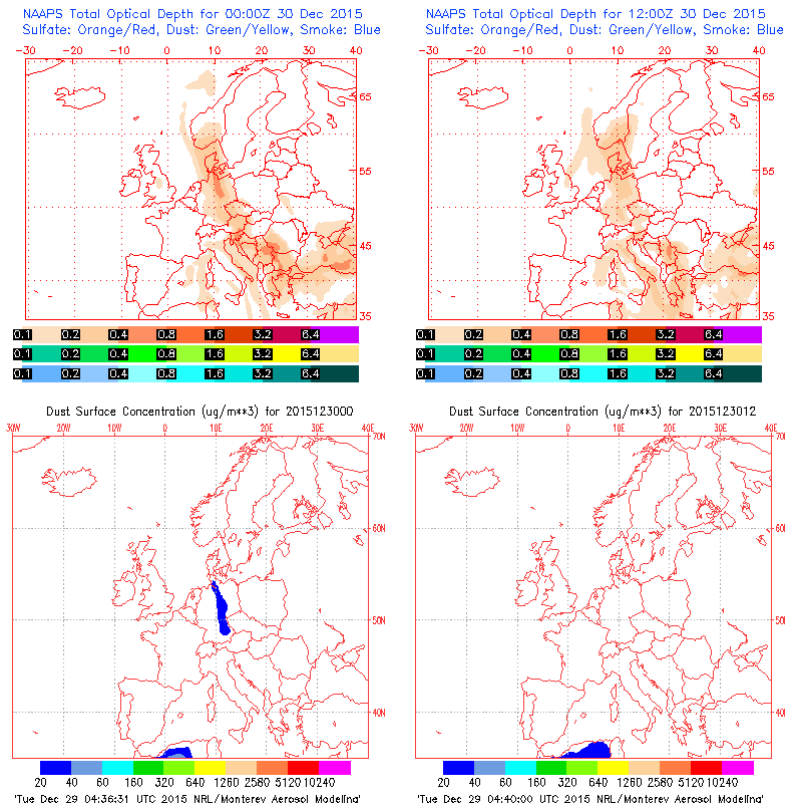 NAAPS Total Optical Depth for 00:00Z 30 Dec 2015
Sulfate: Orange/Red, Dust: Green/Yellow, Smoke: Blue
-30 -20 -10 0 10 20 30 40
65
55
45
35
0.1 0.2 0.4 0.8 1.6 3.2 6.4
0.1 0.2 0.4 0.8 1.6 3.2 6.4
0.1 0.2 0.4 0.8 1.6 3.2 6.4
NAAPS Total Optical Depth for 12:00Z 30 Dec 2015
Sulfate: Orange/Red, Dust: Green/Yellow, Smoke: Blue
-30 -20 -10 0 10 20 30 40
65
55
45
35
0.1 0.2 0.4 0.8 1.6 3.2 6.4
0.1 0.2 0.4 0.8 1.6 3.2 6.4
0.1 0.2 0.4 0.8 1.6 3.2 6.4
Dust Surface Concentration (ug/m**3) for 2015123000
30W 20W 10W 0 10E 20E 30E 40E
70N
60N
50N
40N
20 40 80 160 320 640 1280 2560 5120 10240
'Tue Dec 29 04:36:31 UTC 2015 NRL/Monterey Aerosol Modeling'
Dust Surface Concentration (ug/m**3) for 2015123012
30W 20W 10W 0 10E 20E 30E 40E
70N
60N
50N
40N
20 40 80 160 320 640 1280 2560 5120 10240
'Tue Dec 29 04:40:00 UTC 2015 NRL/Monterey Aerosol Modeling'